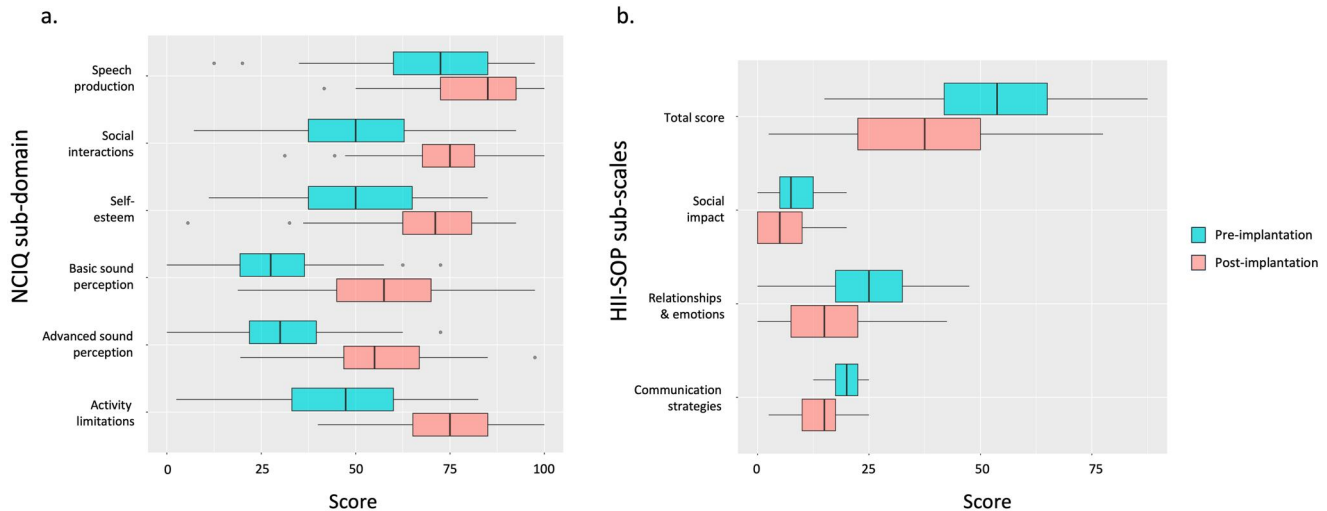 a.
NCIQ sub-domain
Speech
production
Social
interactions
Self-
esteem
Basic sound
perception
Advanced sound
perception
Activity
limitations
0 25 50 75 100
Score
b.
HII-SOP sub-scales
Total score
Social
impact
Relationships
& emotions
Communication
strategies
0 25 50 75
Score
Pre-implantation
Post-implantation